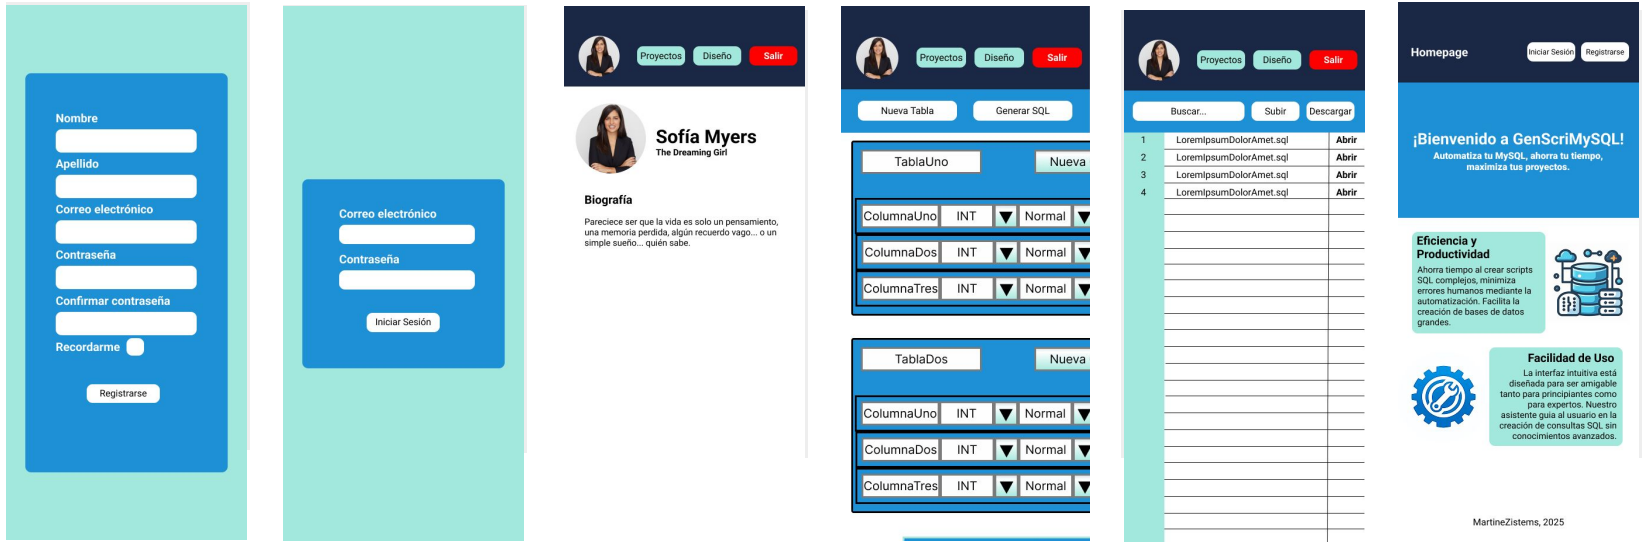 Nombre
Apellido
Correo electrónico
Contraseña
Confirmar contraseña
Recordarme
Registrarse
Correo electrónico
Contraseña
Iniciar Sesión
Proyectos
Diseño
Salir
Sofía Myers
The Dreaming Girl
Biografía
Pareciece ser que la vida es solo un pensamiento,
una memoria perdida, algún recuerdo vago... o un
simple sueño... quién sabe.
Proyectos
Diseño
Salir
Nueva Tabla
Generar SQL
TablaUno
Nueva
ColumnaUno INT Normal
ColumnaDos INT Normal
ColumnaTres INT Normal
TablaDos
Nueva
ColumnaUno INT Normal
ColumnaDos INT Normal
ColumnaTres INT Normal
Proyectos
Diseño
Salir
Buscar...
Subir
Descargar
1 LoremIpsumDolorAmet.sql Abrir
2 LoremIpsumDolorAmet.sql Abrir
3 LoremIpsumDolorAmet.sql Abrir
4 LoremIpsumDolorAmet.sql Abrir
Homepage
Iniciar Sesión
Registrarse
¡Bienvenido a GenScriMySQL!
Automatiza tu MySQL, ahorra tu tiempo,
maximiza tus proyectos.
Eficiencia y
Productividad
Ahorra tiempo al crear scripts
SQL complejos, minimiza
errores humanos mediante la
automatización. Facilita la
creación de bases de datos
grandes.
Facilidad de Uso
La interfaz intuitiva está
diseñada para ser amigable
tanto para principiantes como
para expertos. Nuestro
asistente guia al usuario en la
creación de consultas SQL sin
conocimientos avanzados.
MartineZistems, 2025